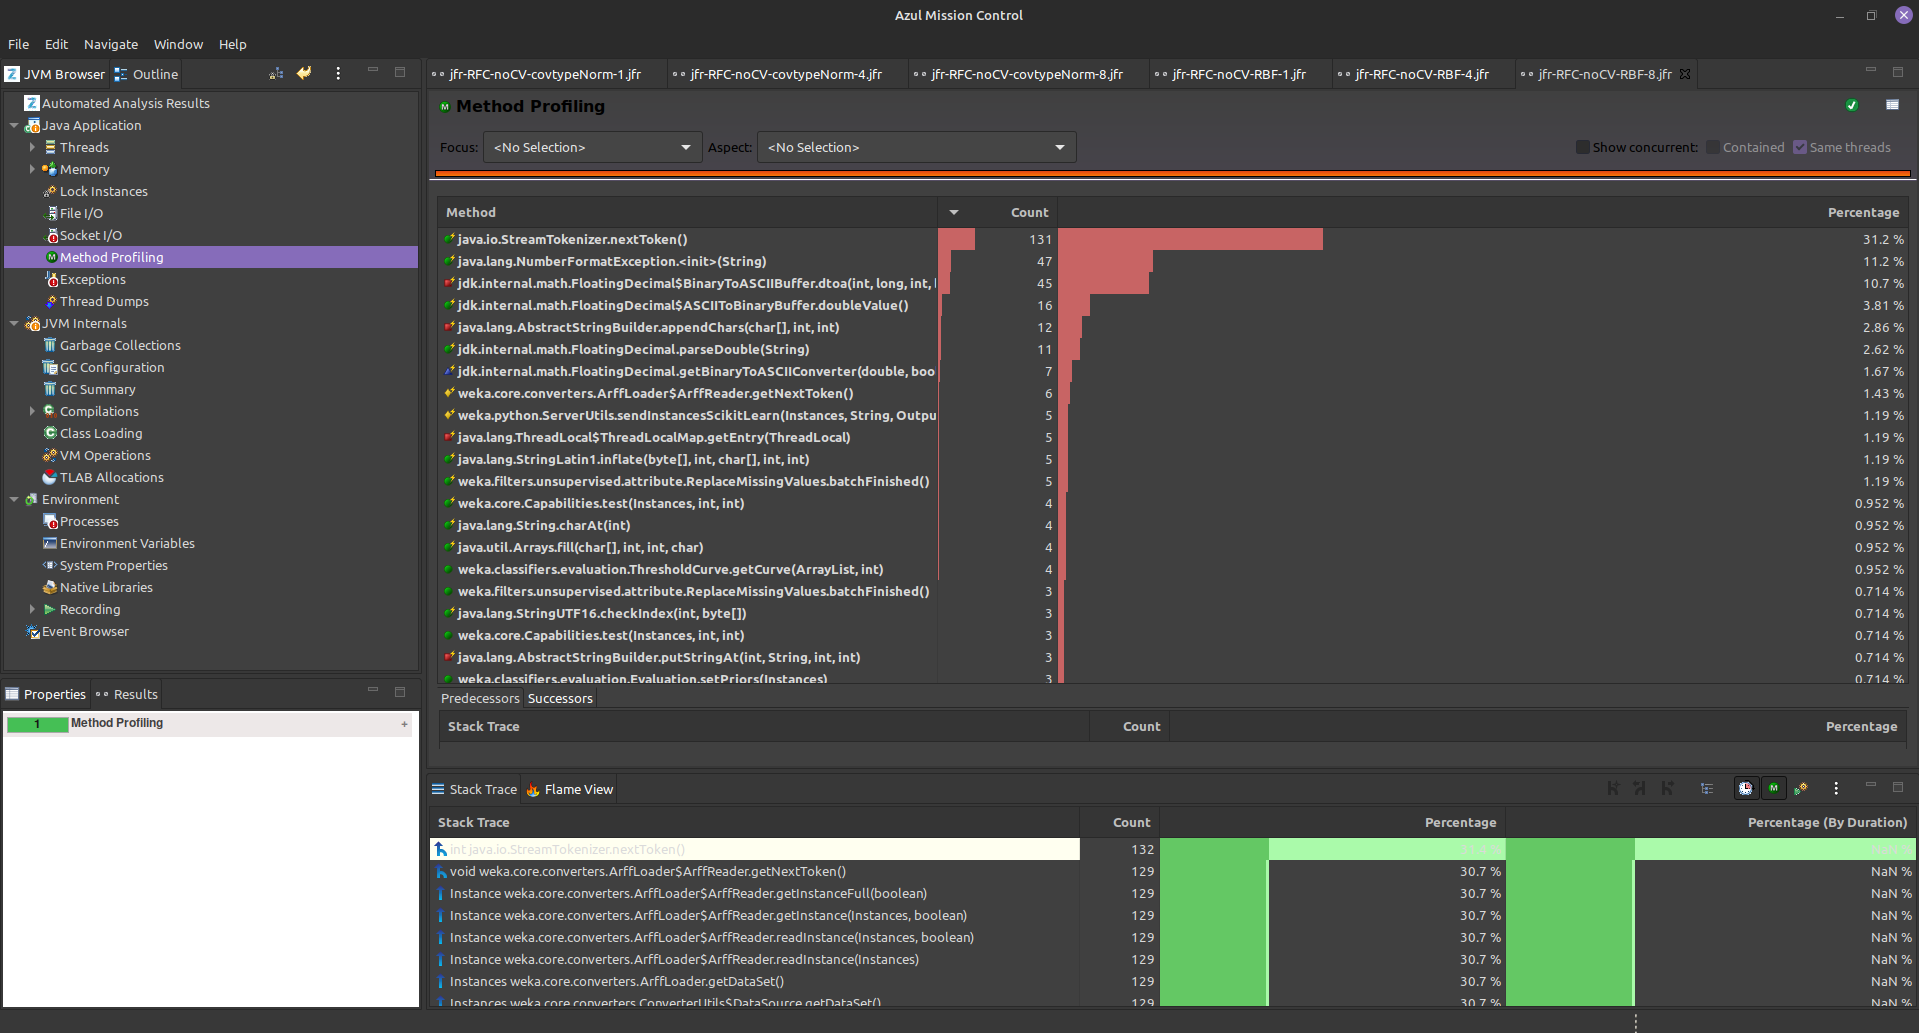 Azul Mission Control
File Edit Navigate Window Help
JVM Browser Outline
jfr-RFC-noCV-covtypeNorm-1.jfr jfr-RFC-noCV-covtypeNorm-4.jfr jfr-RFC-noCV-covtypeNorm-8.jfr jfr-RFC-noCV-RBF-1.jfr jfr-RFC-noCV-RBF-4.jfr jfr-RFC-noCV-RBF-8.jfr
Automated Analysis Results
Java Application
Threads
Memory
Lock Instances
File I/O
Socket I/O
Method Profiling
Exceptions
Thread Dumps
JVM Internals
Garbage Collections
GC Configuration
GC Summary
Compilations
Class Loading
VM Operations
TLAB Allocations
Environment
Processes
Environment Variables
System Properties
Native Libraries
Recording
Event Browser
Properties Results
1 Method Profiling +
Method Profiling
Focus: <No Selection> Aspect: <No Selection> Show concurrent: Contained Same threads
Method Count Percentage
java.io.StreamTokenizer.nextToken() 131 31.2 %
java.lang.NumberFormatException.<init>(String) 47 11.2 %
jdk.internal.math.FloatingDecimal$BinaryToASCIIBuffer.dtoa(int, long, int, 45 10.7 %
jdk.internal.math.FloatingDecimal$ASCIIToBinaryBuffer.doubleValue() 16 3.81 %
java.lang.AbstractStringBuilder.appendChars(char[], int, int) 12 2.86 %
jdk.internal.math.FloatingDecimal.parseDouble(String) 11 2.62 %
jdk.internal.math.FloatingDecimal.getBinaryToASCIIConverter(double, boo 7 1.67 %
weka.core.converters.ArffLoader$ArffReader.getNextToken() 6 1.43 %
weka.python.ServerUtils.sendInstancesScikitLearn(Instances, String, Outpu 5 1.19 %
java.lang.ThreadLocal$ThreadLocalMap.getEntry(ThreadLocal) 5 1.19 %
java.lang.StringLatin1.inflate(byte[], int, char[], int, int) 5 1.19 %
weka.filters.unsupervised.attribute.ReplaceMissingValues.batchFinished() 5 1.19 %
weka.core.Capabilities.test(Instances, int, int) 4 0.952 %
java.lang.String.charAt(int) 4 0.952 %
java.util.Arrays.fill(char[], int, int, char) 4 0.952 %
weka.classifiers.evaluation.ThresholdCurve.getCurve(ArrayList, int) 4 0.952 %
weka.filters.unsupervised.attribute.ReplaceMissingValues.batchFinished() 3 0.714 %
java.lang.StringUTF16.checkIndex(int, byte[]) 3 0.714 %
weka.core.Capabilities.test(Instances, int, int) 3 0.714 %
java.lang.AbstractStringBuilder.putStringAt(int, String, int, int) 3 0.714 %
weka.classifiers.evaluation.Evaluation.setPriors(Instances) 3 0.714 %
Predecessors Successors
Stack Trace Count Percentage
Stack Trace Flame View
Stack Trace Count Percentage Percentage (By Duration)
int java.io.StreamTokenizer.nextToken() 132
void weka.core.converters.ArffLoader$ArffReader.getNextToken() 129 30.7 % NaN %
Instance weka.core.converters.ArffLoader$ArffReader.getInstanceFull(boolean) 129 30.7 % NaN %
Instance weka.core.converters.ArffLoader$ArffReader.getInstance(Instances, boolean) 129 30.7 % NaN %
Instance weka.core.converters.ArffLoader$ArffReader.readInstance(Instances, boolean) 129 30.7 % NaN %
Instance weka.core.converters.ArffLoader$ArffReader.readInstance(Instances) 129 30.7 % NaN %
Instances weka.core.converters.ArffLoader.getDataSet() 129 30.7 % NaN %
Instances weka.core.converters.ConverterUtils$DataSource.getDataSet() 129 30.7 % NaN %